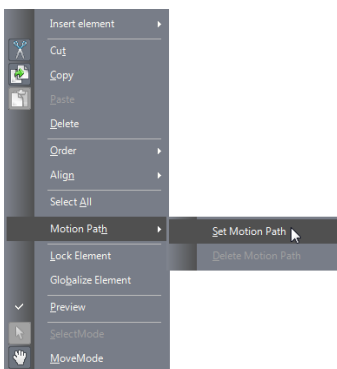 Insert element
Cut
Copy
Paste
Delete
Order
Align
Select All
Motion Path
Set Motion Path
Delete Motion Path
Lock Element
Globalize Element
Preview
SelectMode
MoveMode